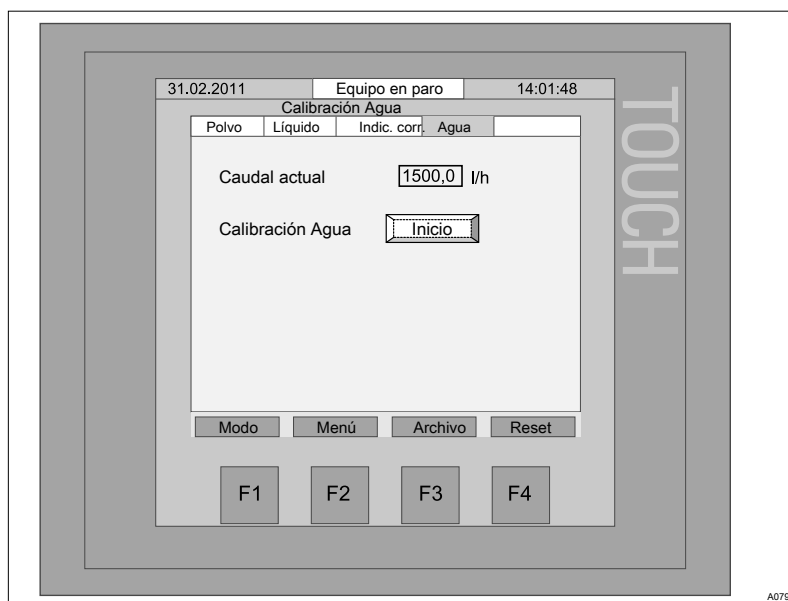 31.02.2011 Equipo en paro 14:01:48
Calibración Agua
Polvo Líquido Indic. corr. Agua
Caudal actual 1500,0 l/h
Calibración Agua Inicio
Modo Menú Archivo Reset
F1 F2 F3 F4
TOUCH
A079